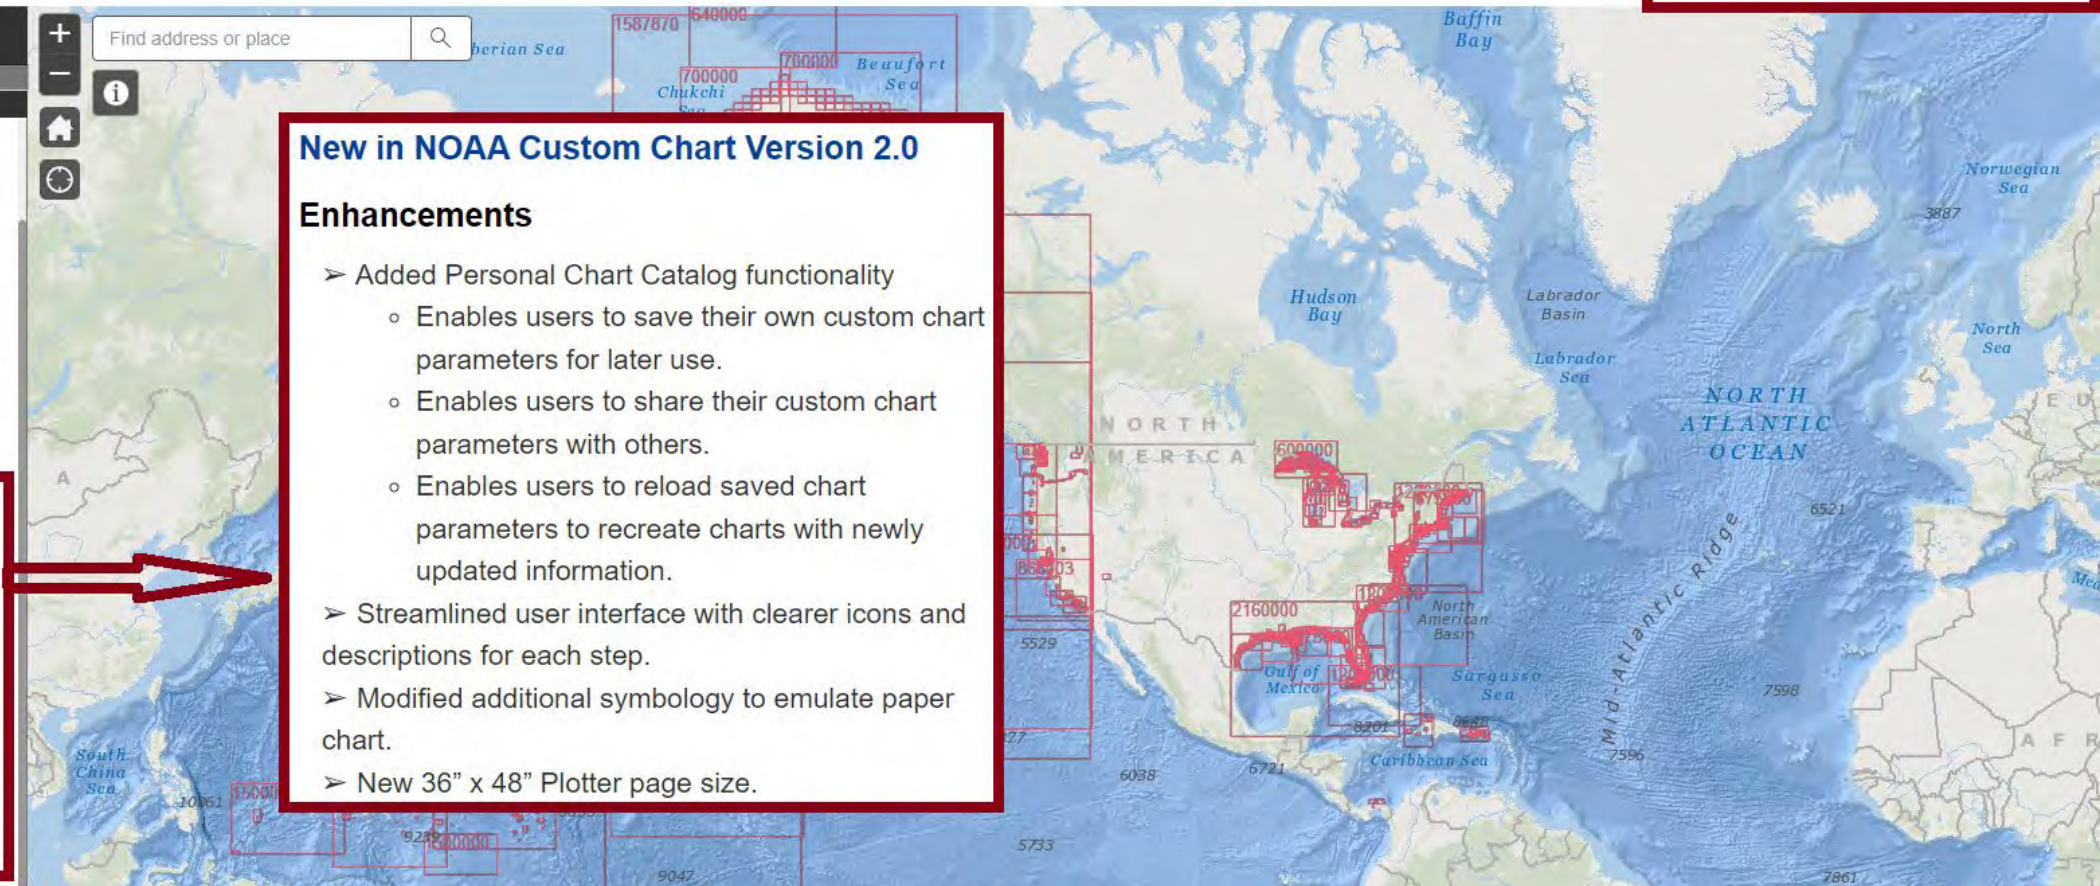 1587870
640000
Baffin
Bay
+
Find address or place
berian Sea
−
i
700000
700000
Beaufort
Sea
Chukchi
Sea
New in NOAA Custom Chart Version 2.0
Enhancements
➢ Added Personal Chart Catalog functionality
◦ Enables users to save their own custom chart
parameters for later use.
◦ Enables users to share their custom chart
parameters with others.
◦ Enables users to reload saved chart
parameters to recreate charts with newly
updated information.
➢ Streamlined user interface with clearer icons and
descriptions for each step.
➢ Modified additional symbology to emulate paper
chart.
➢ New 36” x 48” Plotter page size.
Norwegian
Sea
3887
Hudson
Bay
Labrador
Basin
Labrador
Sea
North
Sea
NORTH
ATLANTIC
OCEAN
NORTH
AMERICA
E U
A
600000
6521
Mid-Atlantic Ridge
2160000
North
American
Basin
5529
Gulf of
Mexico
Sargasso
Sea
7598
8201
7596
Caribbean Sea
A F R
South
China
Sea
10061
6038
6721
9047
5733
7861